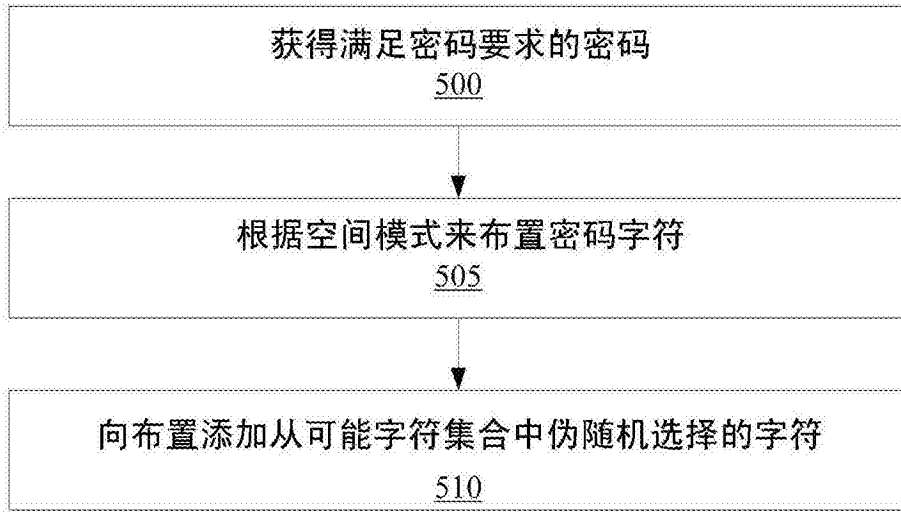 获得满足密码要求的密码
500
根据空间模式来布置密码字符
505
向布置添加从可能字符集合中伪随机选择的字符
510